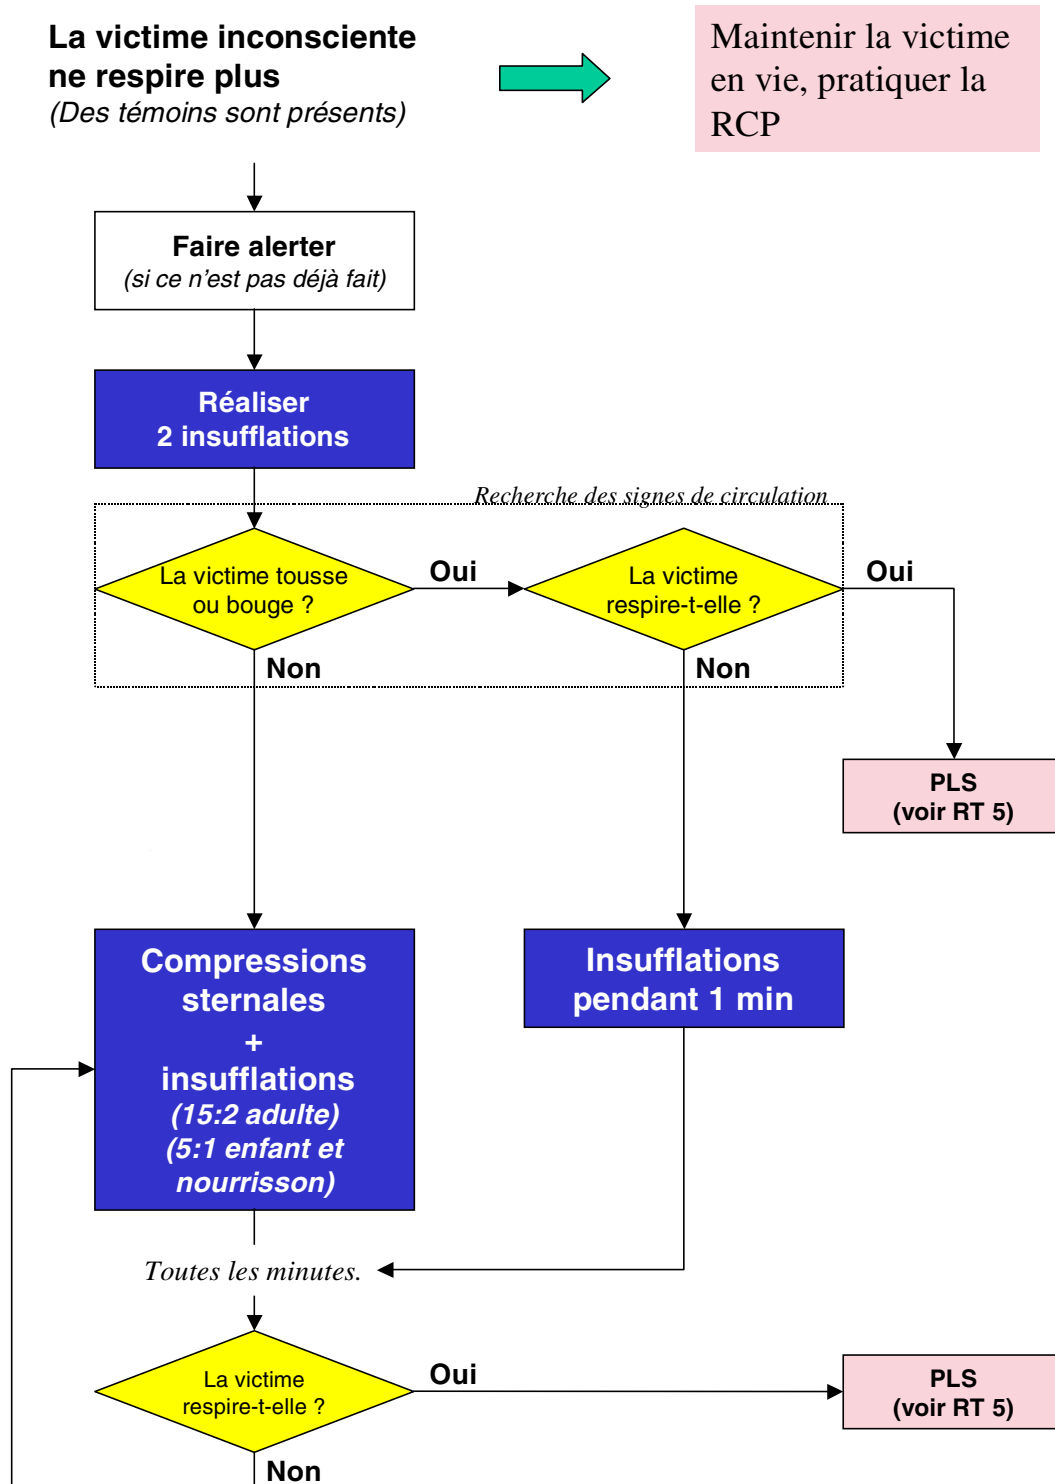 La victime inconsciente
ne respire plus
(Des témoins sont présents)
Maintenir la victime
en vie, pratiquer la
RCP
Faire alerter
(si ce n'est pas déjà fait)
Réaliser
2 insufflations
Recherche des signes de circulation
La victime tousse
ou bouge ?
Oui
La victime
respire-t-elle ?
Oui
Non
Non
PLS
(voir RT 5)
Compressions
sternales
+
insufflations
(15:2 adulte)
(5:1 enfant et
nourrisson)
Insufflations
pendant 1 min
Toutes les minutes.
La victime
respire-t-elle ?
Oui
PLS
(voir RT 5)
Non